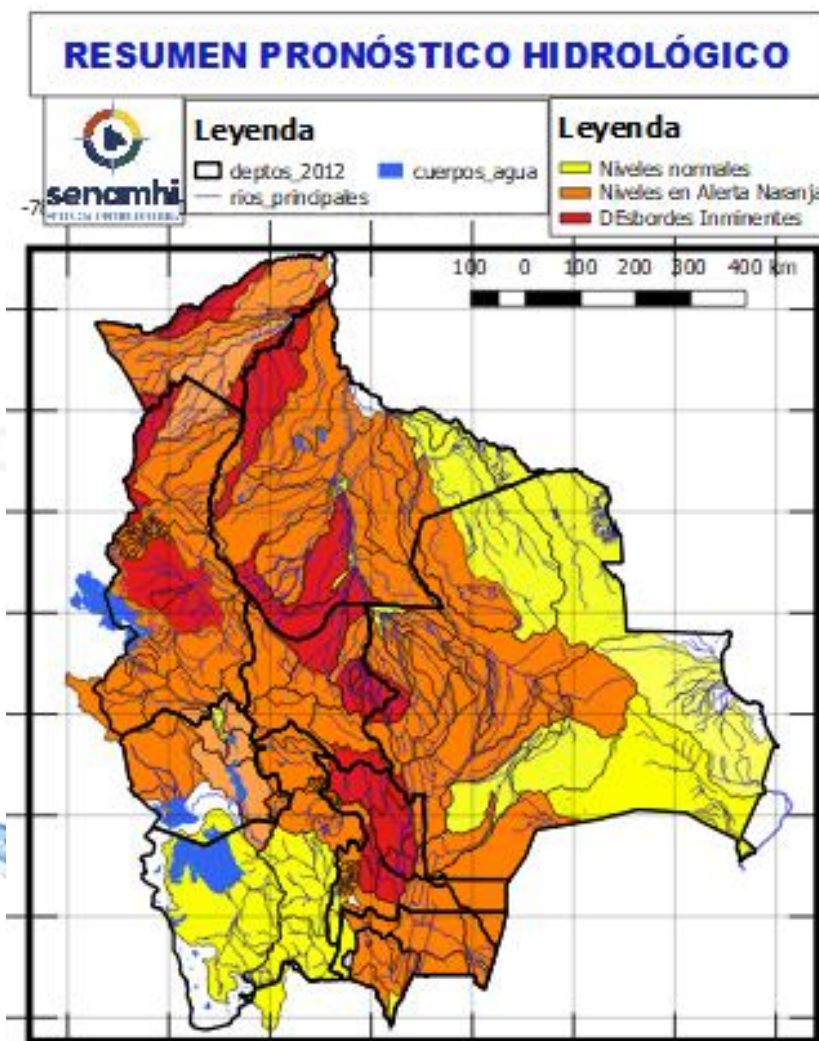 RESUMEN PRONÓSTICO HIDROLÓGICO
senamhi
Leyenda
deptos_2012
cuerpos_agua
rios_principales
Leyenda
Niveles normales
Niveles en Alerta Naranja
DEsbordes Inminentes
100 0 100 200 300 400 km